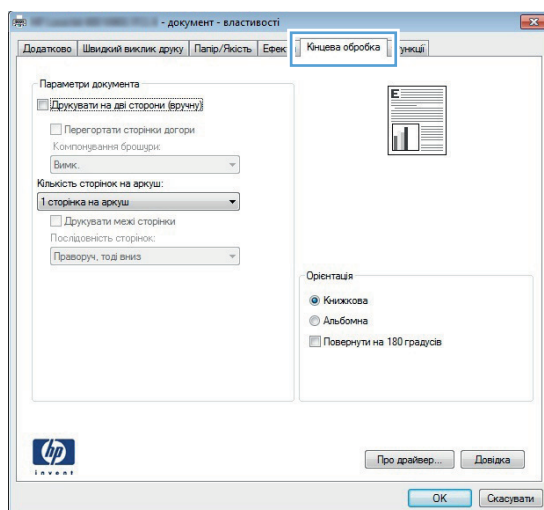 - документ - властивості
Додатково Швидкий виклик друку Папір/Якість Ефек Кінцева обробка ункції
Параметри документа
Друкувати на дві сторони (вручну)
Перегортати сторінки догори
Компонування брошури:
Вимк.
Кількість сторінок на аркуш:
1 сторінка на аркуш
Друкувати межі сторінки
Послідовність сторінок:
Праворуч, тоді вниз
E
Орієнтація
Книжкова
Альбомна
Повернути на 180 градусів
hp
invent
Про драйвер... Довідка
OK Скасувати